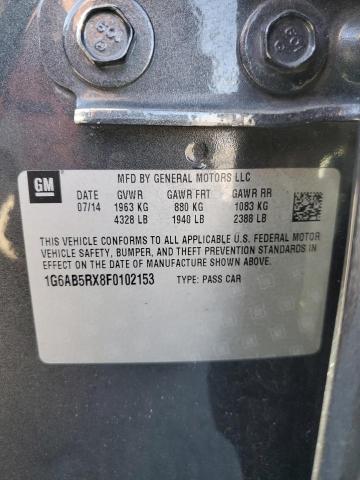 GM
MFD BY GENERAL MOTORS LLC
DATE GVWR GAWR FRT GAWR RR
07/14 1963 KG 880 KG 1083 KG
4328 LB 1940 LB 2388 LB
THIS VEHICLE CONFORMS TO ALL APPLICABLE U.S. FEDERAL MOTOR
VEHICLE SAFETY, BUMPER, AND THEFT PREVENTION STANDARDS
IN EFFECT ON THE DATE OF MANUFACTURE SHOWN ABOVE.
1G6AB5RX8F0102153 TYPE: PASS CAR